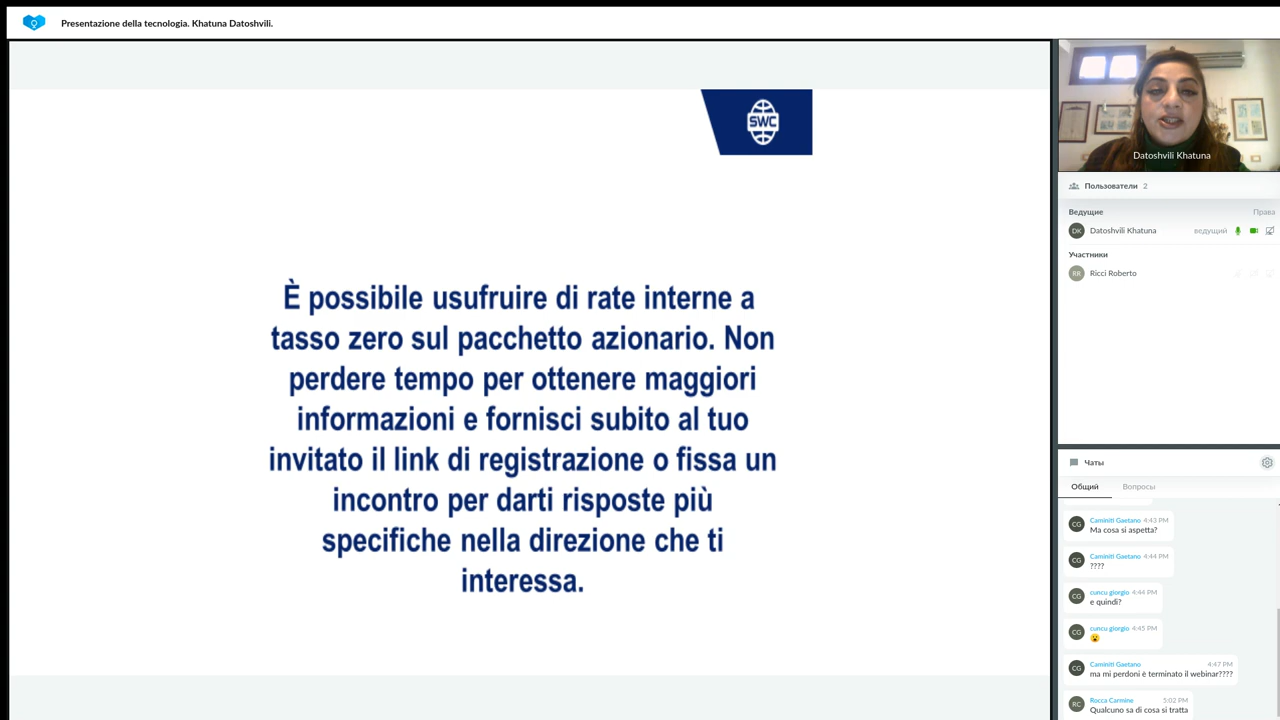 Presentazione della tecnologia. Khatuna Datoshvili.
SWC
È possibile usufruire di rate interne a
tasso zero sul pacchetto azionario. Non
perdere tempo per ottenere maggiori
informazioni e fornisci subito al tuo
invitato il link di registrazione o fissa un
incontro per darti risposte più
specifiche nella direzione che ti
interessa.
Datoshvili Khatuna
Пользователи 2
Ведущие Права
DK Datoshvili Khatuna ведущий
Участники
RR Ricci Roberto
Чаты
Общий Вопросы
CG Caminiti Gaetano 4:43 PM
Ma cosa si aspetta?
CG Caminiti Gaetano 4:44 PM
????
CG cuncu giorgio 4:44 PM
e quindi?
CG cuncu giorgio 4:45 PM
😮
CG Caminiti Gaetano 4:47 PM
ma mi perdoni è terminato il webinar????
RC Rocca Carmine 5:02 PM
Qualcuno sa di cosa si tratta